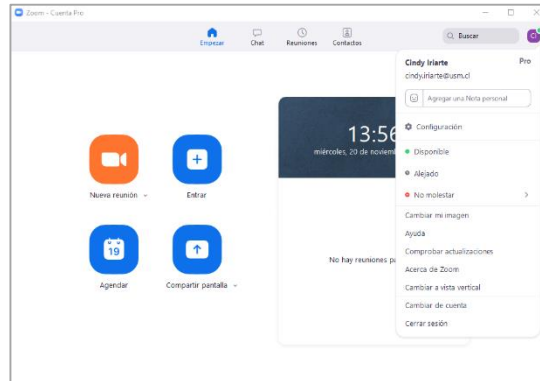 Zoom - Cuenta Pro
Empezar
Chat
Reuniones
Contactos
Buscar
CI
Cindy Iriarte
Pro
cindy.iriarte@usm.cl
Agregar una Nota personal
Configuración
Disponible
Alejado
No molestar
Cambiar mi imagen
Ayuda
Comprobar actualizaciones
Acerca de Zoom
Cambiar a vista vertical
Cambiar de cuenta
Cerrar sesión
13:56
miércoles, 20 de
No hay reuniones
Nueva reunión
Entrar
19
Agendar
Compartir pantalla